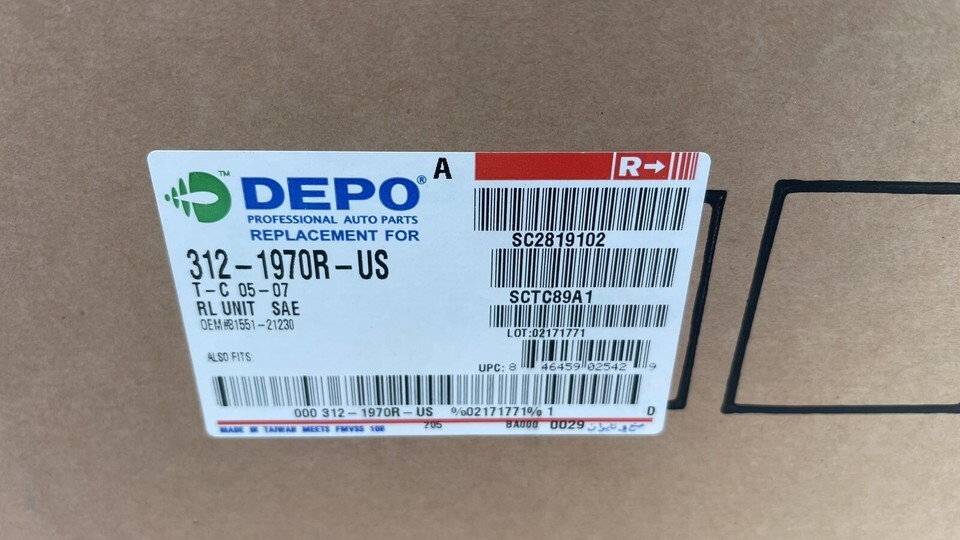 A
R→
DEPO®
™
PROFESSIONAL AUTO PARTS
REPLACEMENT FOR
312-1970R-US
T-C 05-07
RL UNIT SAE
OEM#81551-21230
ALSO FITS:
SC2819102
SCTC89A1
LOT:02171771
UPC: 8 46459 02542 9
000 312-1970R-US %02171771% 1 D
MADE IN TAIWAN MEETS FMVSS 108
205 BA000 0029